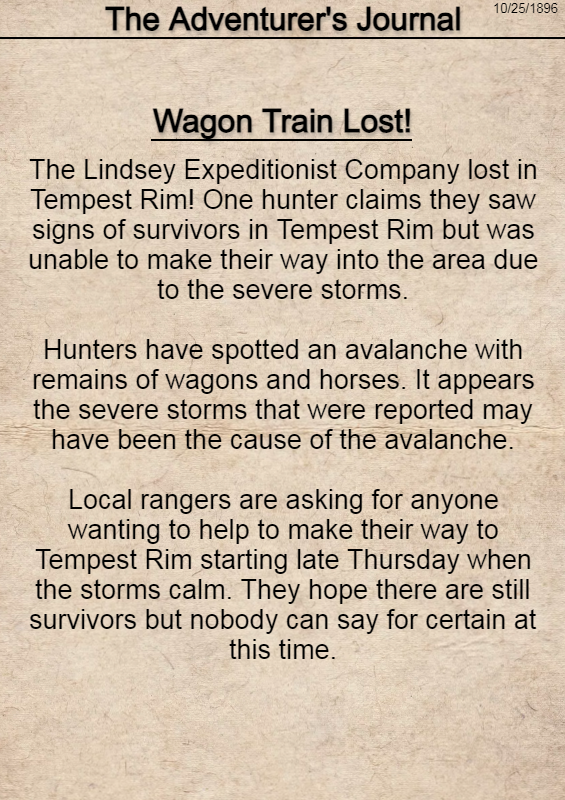 The Adventurer's Journal
10/25/1896
Wagon Train Lost!
The Lindsey Expeditionist Company lost in
Tempest Rim! One hunter claims they saw
signs of survivors in Tempest Rim but was
unable to make their way into the area due
to the severe storms.
Hunters have spotted an avalanche with
remains of wagons and horses. It appears
the severe storms that were reported may
have been the cause of the avalanche.
Local rangers are asking for anyone
wanting to help to make their way to
Tempest Rim starting late Thursday when
the storms calm. They hope there are still
survivors but nobody can say for certain at
this time.